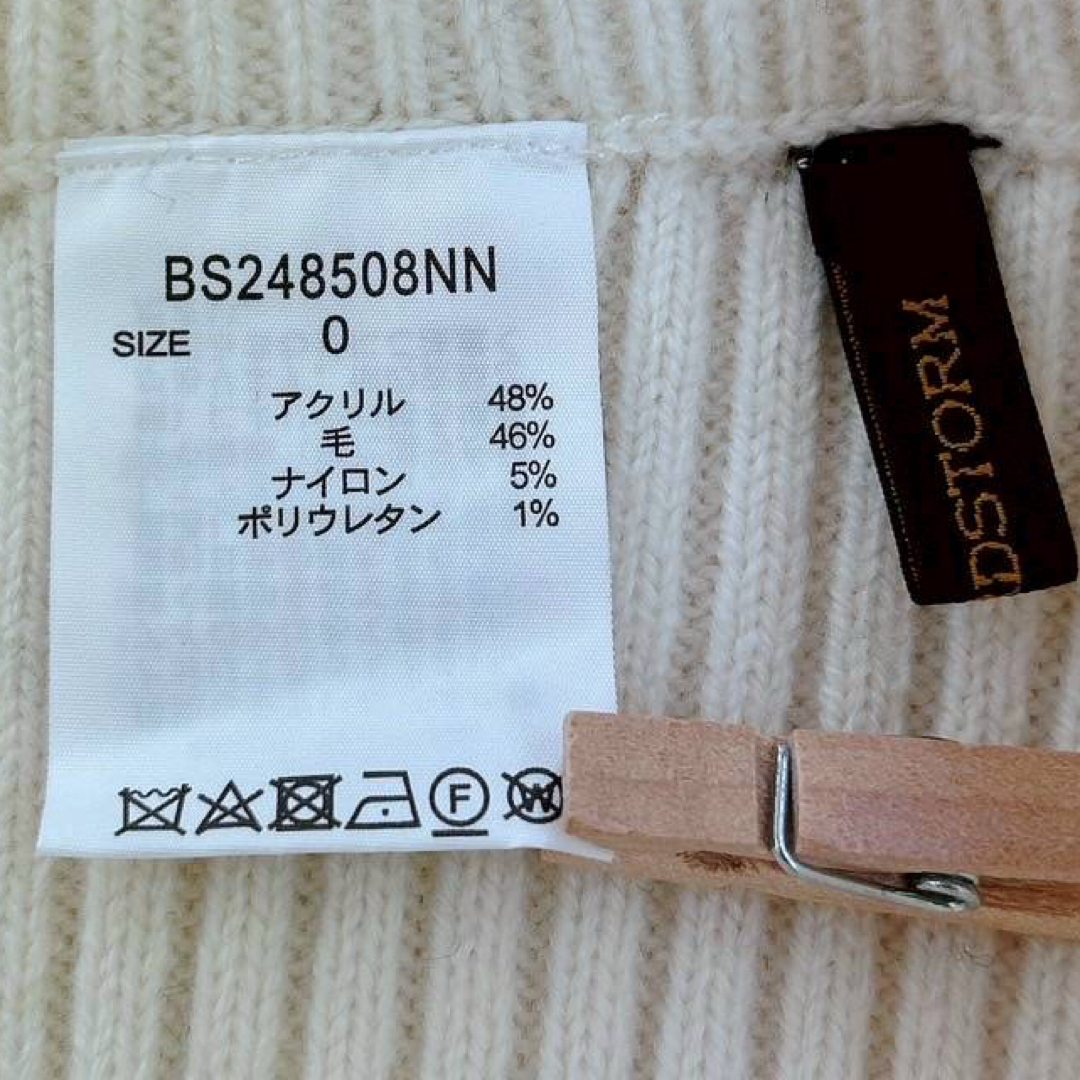 BS248508NN
SIZE 0
アクリル 48%
毛 46%
ナイロン 5%
ポリウレタン 1%
F W
DSTORM